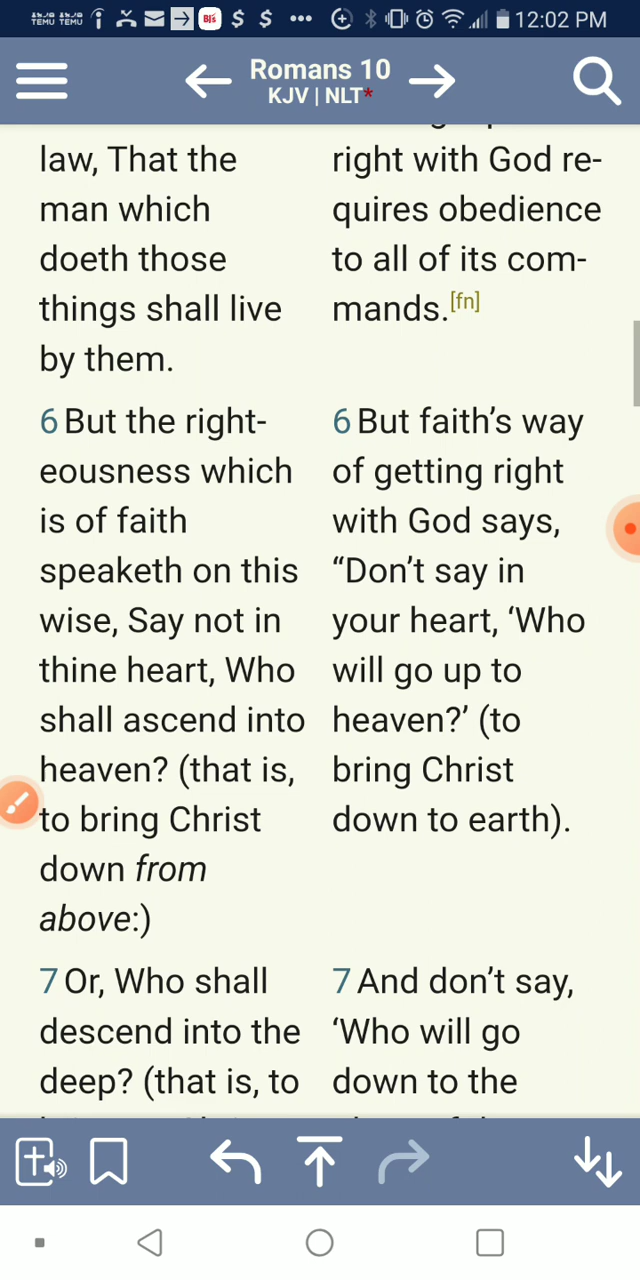 TEMU TEMU BJ's $ $ ••• 12:02 PM
Romans 10
KJV | NLT*
law, That the
man which
doeth those
things shall live
by them.
6 But the right-
eousness which
is of faith
speaketh on this
wise, Say not in
thine heart, Who
shall ascend into
heaven? (that is,
to bring Christ
down from
above:)
7 Or, Who shall
descend into the
deep? (that is, to
right with God re-
quires obedience
to all of its com-
mands.[fn]
6 But faith’s way
of getting right
with God says,
“Don’t say in
your heart, ‘Who
will go up to
heaven?’ (to
bring Christ
down to earth).
7 And don’t say,
‘Who will go
down to the